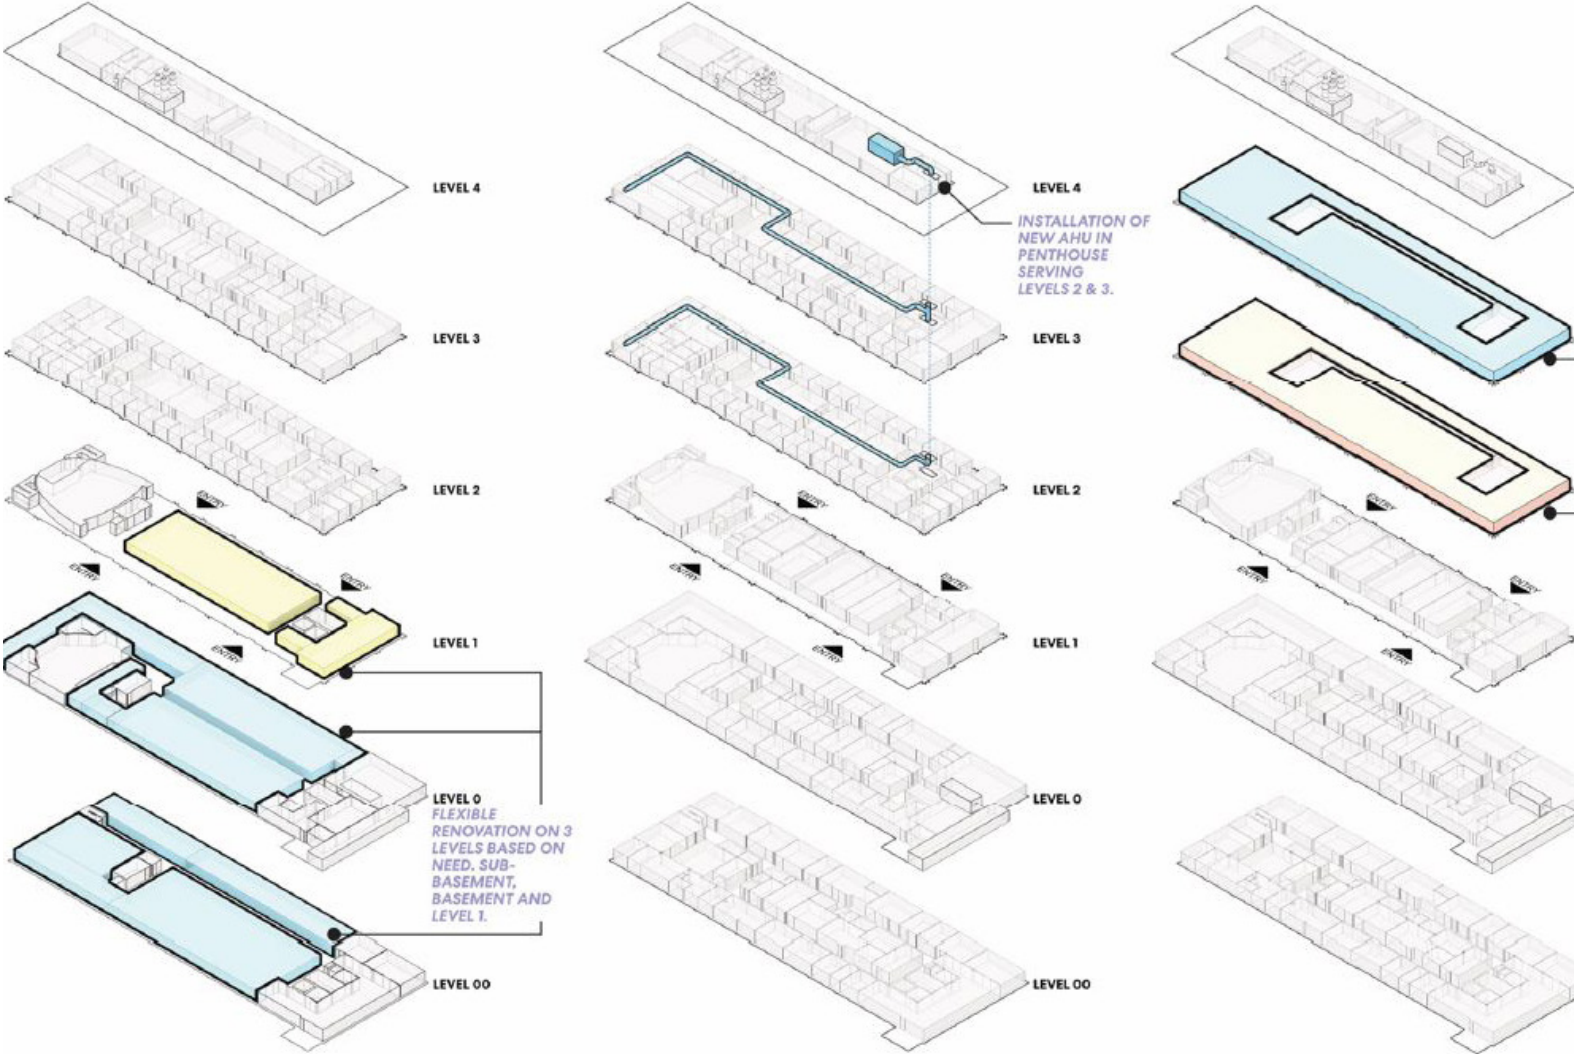 LEVEL 4
LEVEL 3
LEVEL 2
ENTRY
ENTRY
ENTRY
ENTRY
LEVEL 1
LEVEL 0
FLEXIBLE
RENOVATION ON 3
LEVELS BASED ON
NEED. SUB-
BASEMENT,
BASEMENT AND
LEVEL 1.
LEVEL 00
LEVEL 4
INSTALLATION OF
NEW AHU IN
PENTHOUSE
SERVING
LEVELS 2 & 3.
LEVEL 3
LEVEL 2
ENTRY
ENTRY
ENTRY
ENTRY
LEVEL 1
LEVEL 0
LEVEL 00
ENTRY
ENTRY
ENTRY
ENTRY